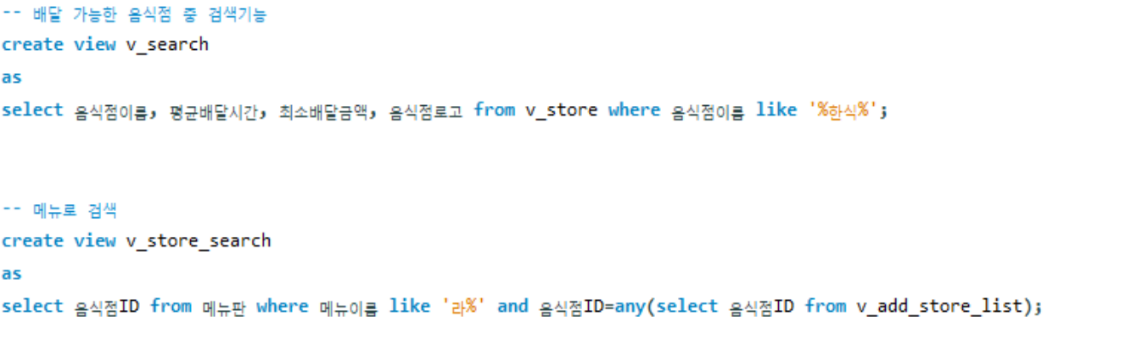 -- 배달 가능한 음식점 중 검색기능
create view v_search
as
select 음식점이름, 평균배달시간, 최소배달금액, 음식점로고 from v_store where 음식점이름 like '%한식%';
-- 메뉴로 검색
create view v_store_search
as
select 음식점ID from 메뉴판 where 메뉴이름 like '라%' and 음식점ID=any(select 음식점ID from v_add_store_list);